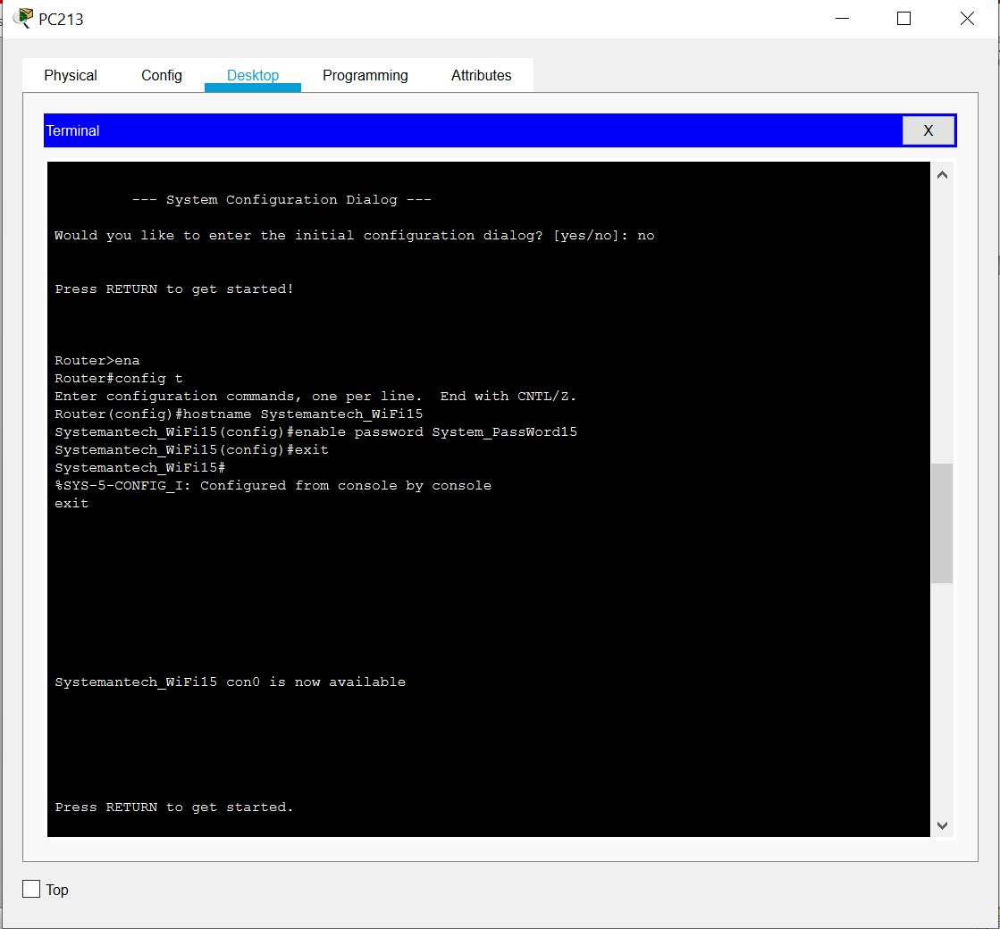 PC213
Physical Config Desktop Programming Attributes
Terminal X
--- System Configuration Dialog ---
Would you like to enter the initial configuration dialog? [yes/no]: no
Press RETURN to get started!
Router>ena
Router#config t
Enter configuration commands, one per line.  End with CNTL/Z.
Router(config)#hostname Systemantech_WiFi15
Systemantech_WiFi15(config)#enable password System_PassWord15
Systemantech_WiFi15(config)#exit
Systemantech_WiFi15#
%SYS-5-CONFIG_I: Configured from console by console
exit
Systemantech_WiFi15 con0 is now available
Press RETURN to get started.
Top